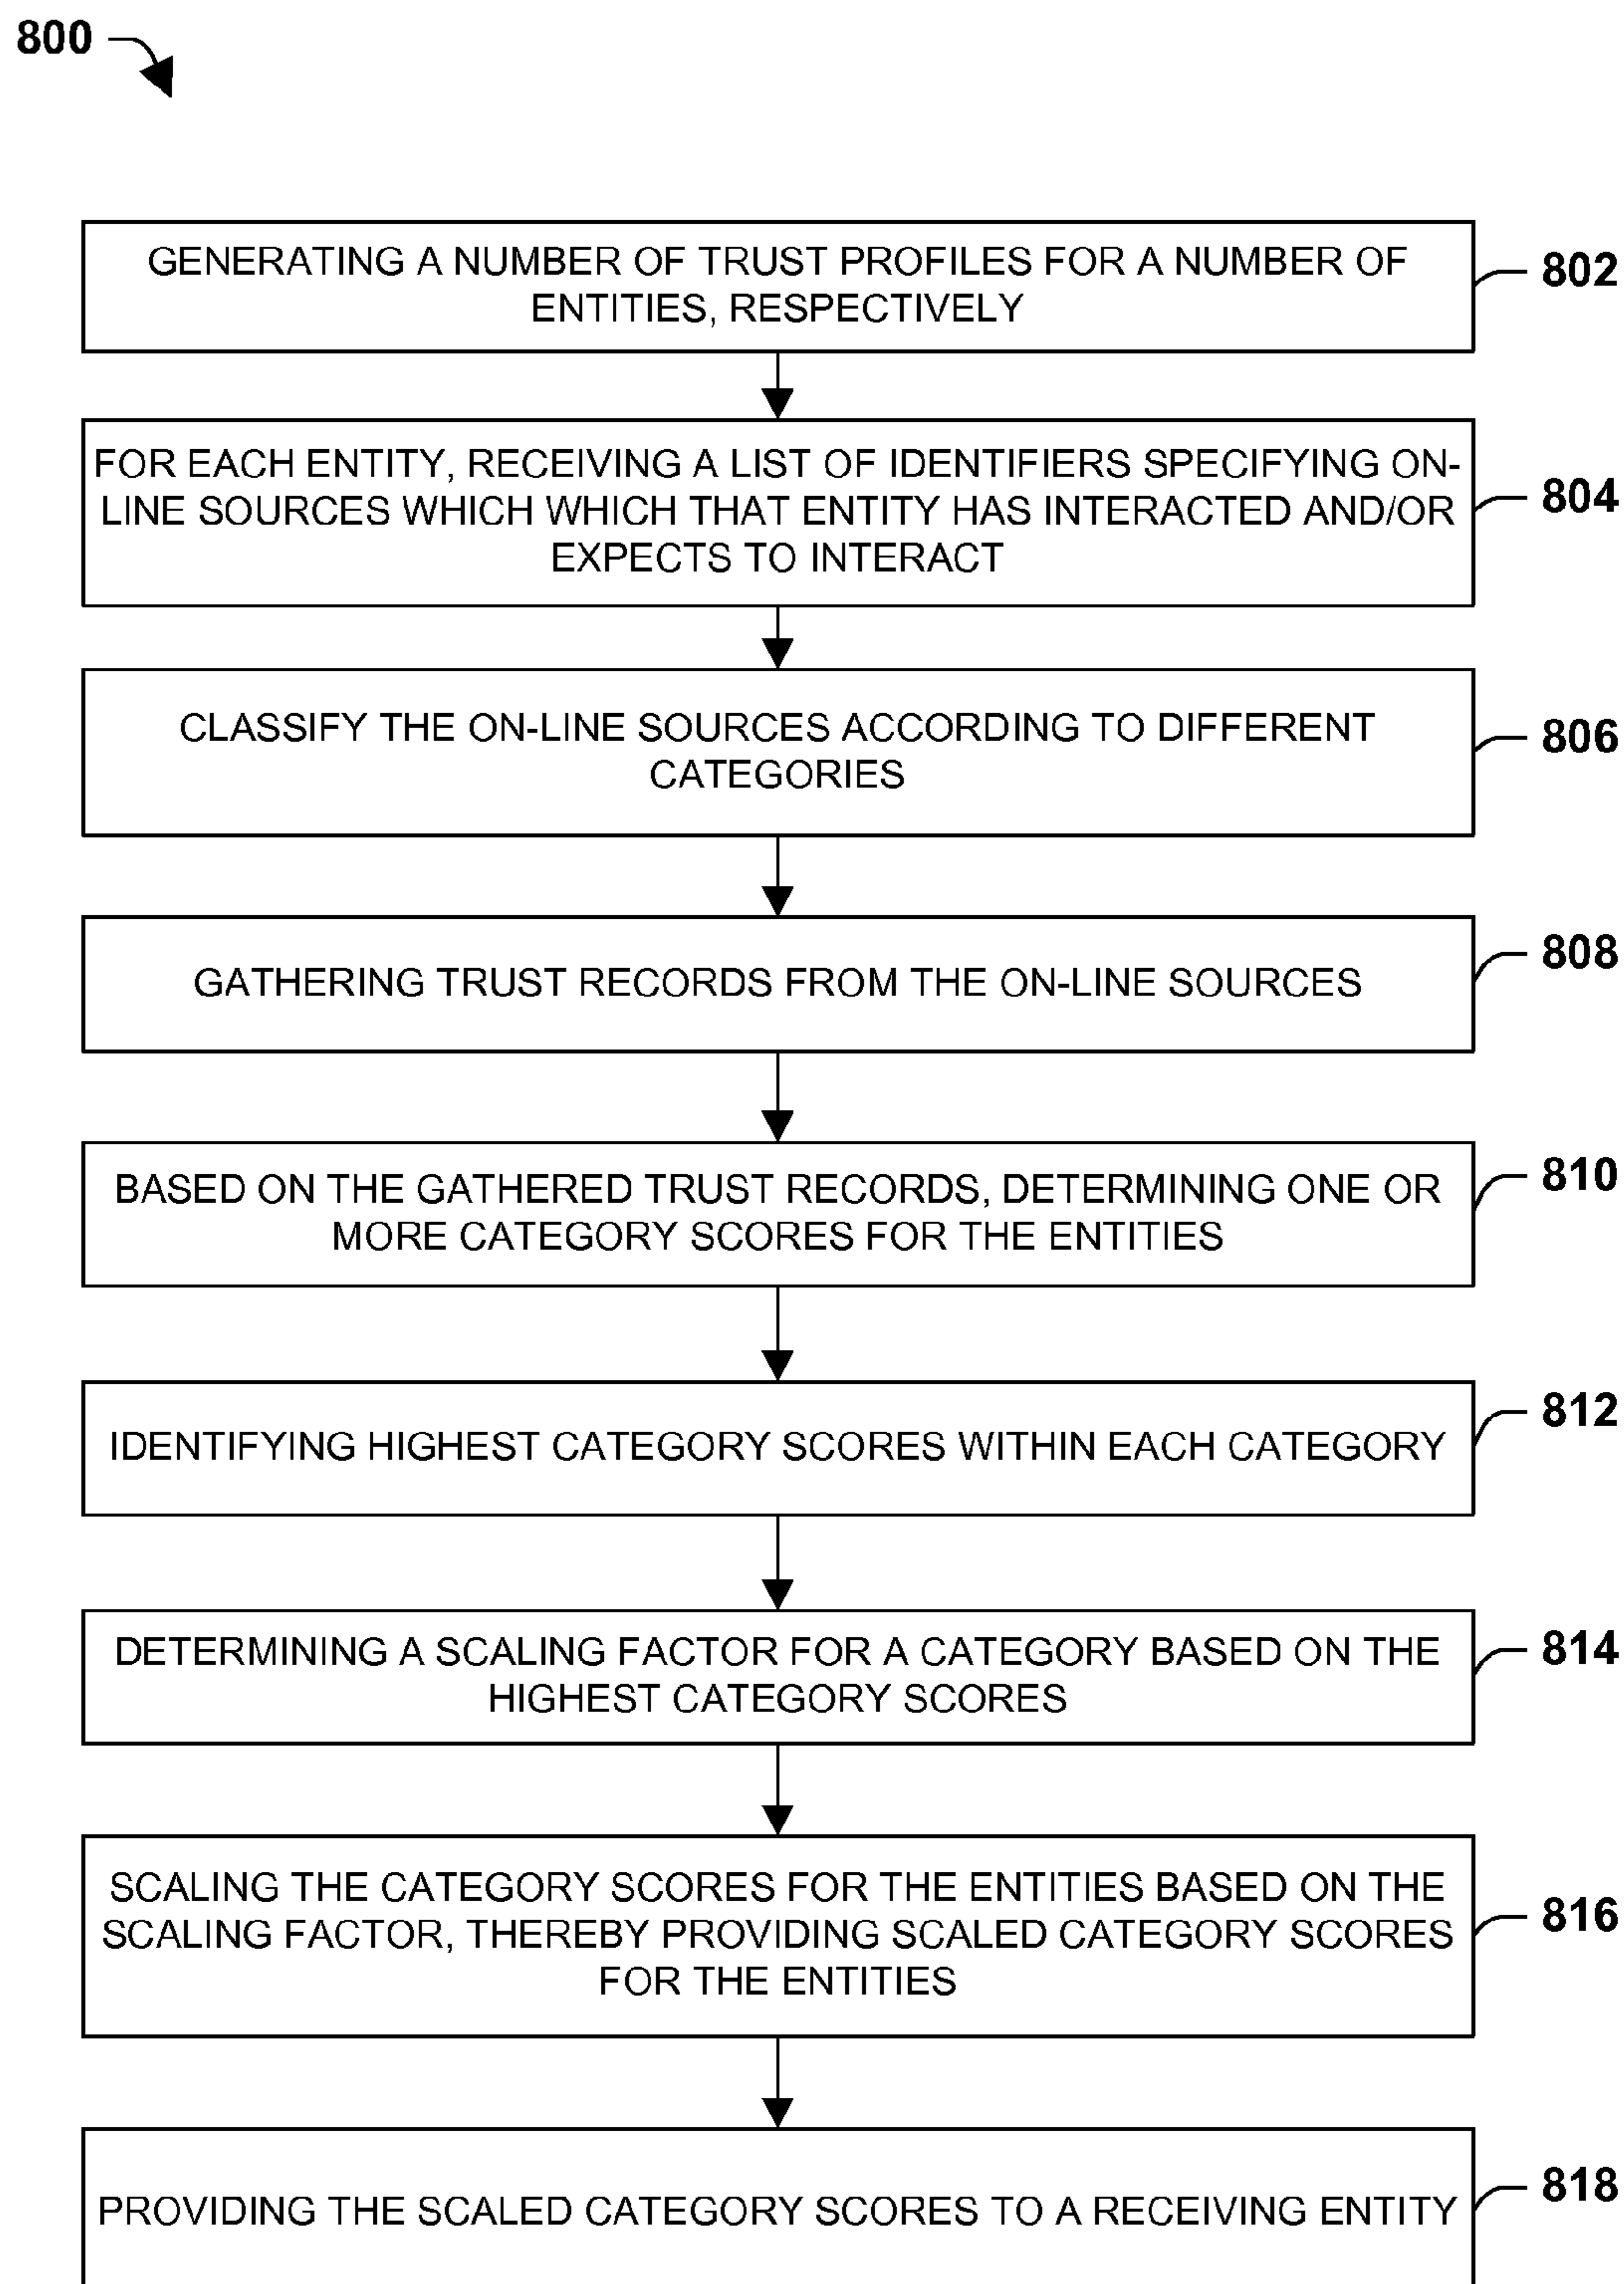 800
GENERATING A NUMBER OF TRUST PROFILES FOR A NUMBER OF
ENTITIES, RESPECTIVELY
802
FOR EACH ENTITY, RECEIVING A LIST OF IDENTIFIERS SPECIFYING ON-
LINE SOURCES WHICH WHICH THAT ENTITY HAS INTERACTED AND/OR
EXPECTS TO INTERACT
804
CLASSIFY THE ON-LINE SOURCES ACCORDING TO DIFFERENT
CATEGORIES
806
GATHERING TRUST RECORDS FROM THE ON-LINE SOURCES
808
BASED ON THE GATHERED TRUST RECORDS, DETERMINING ONE OR
MORE CATEGORY SCORES FOR THE ENTITIES
810
IDENTIFYING HIGHEST CATEGORY SCORES WITHIN EACH CATEGORY
812
DETERMINING A SCALING FACTOR FOR A CATEGORY BASED ON THE
HIGHEST CATEGORY SCORES
814
SCALING THE CATEGORY SCORES FOR THE ENTITIES BASED ON THE
SCALING FACTOR, THEREBY PROVIDING SCALED CATEGORY SCORES
FOR THE ENTITIES
816
PROVIDING THE SCALED CATEGORY SCORES TO A RECEIVING ENTITY
818